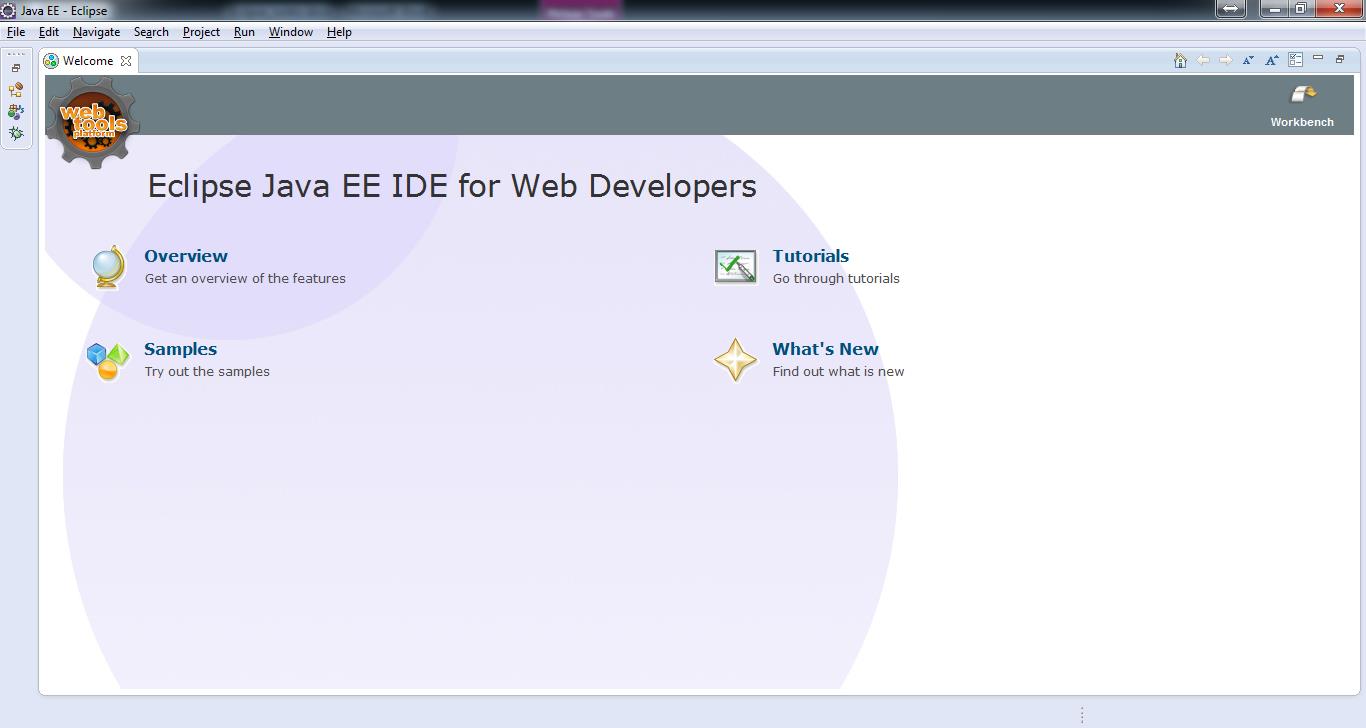 Java EE - Eclipse
File Edit Navigate Search Project Run Window Help
Welcome
web
tools
platform
Workbench
Eclipse Java EE IDE for Web Developers
Overview
Get an overview of the features
Tutorials
Go through tutorials
Samples
Try out the samples
What's New
Find out what is new